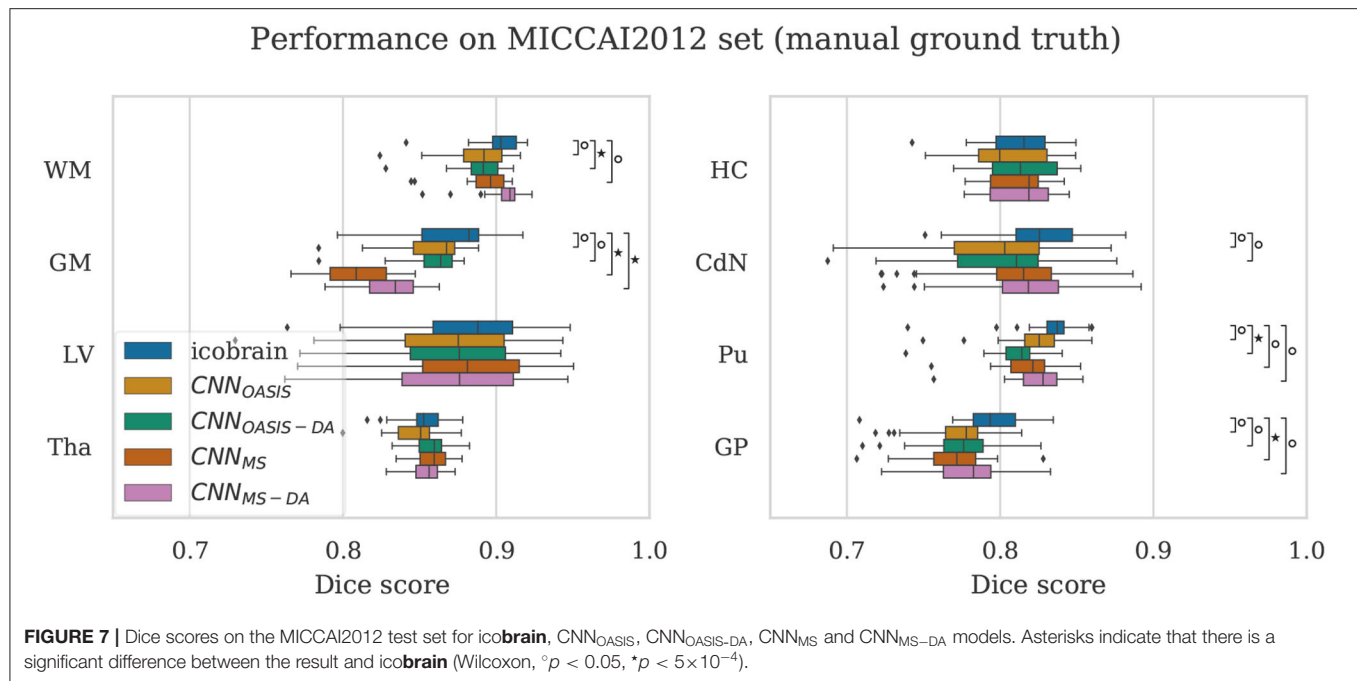 Performance on MICCAI2012 set (manual ground truth)
WM
GM
LV
Tha
icobrain
CNN_OASIS
CNN_OASIS−DA
CNN_MS
CNN_MS−DA
0.7 0.8 0.9 1.0
Dice score
HC
CdN
Pu
GP
0.7 0.8 0.9 1.0
Dice score
FIGURE 7 | Dice scores on the MICCAI2012 test set for icobrain, CNN_OASIS, CNN_OASIS-DA, CNN_MS and CNN_MS−DA models. Asterisks indicate that there is a
significant difference between the result and icobrain (Wilcoxon, °p < 0.05, *p < 5×10⁻⁴).